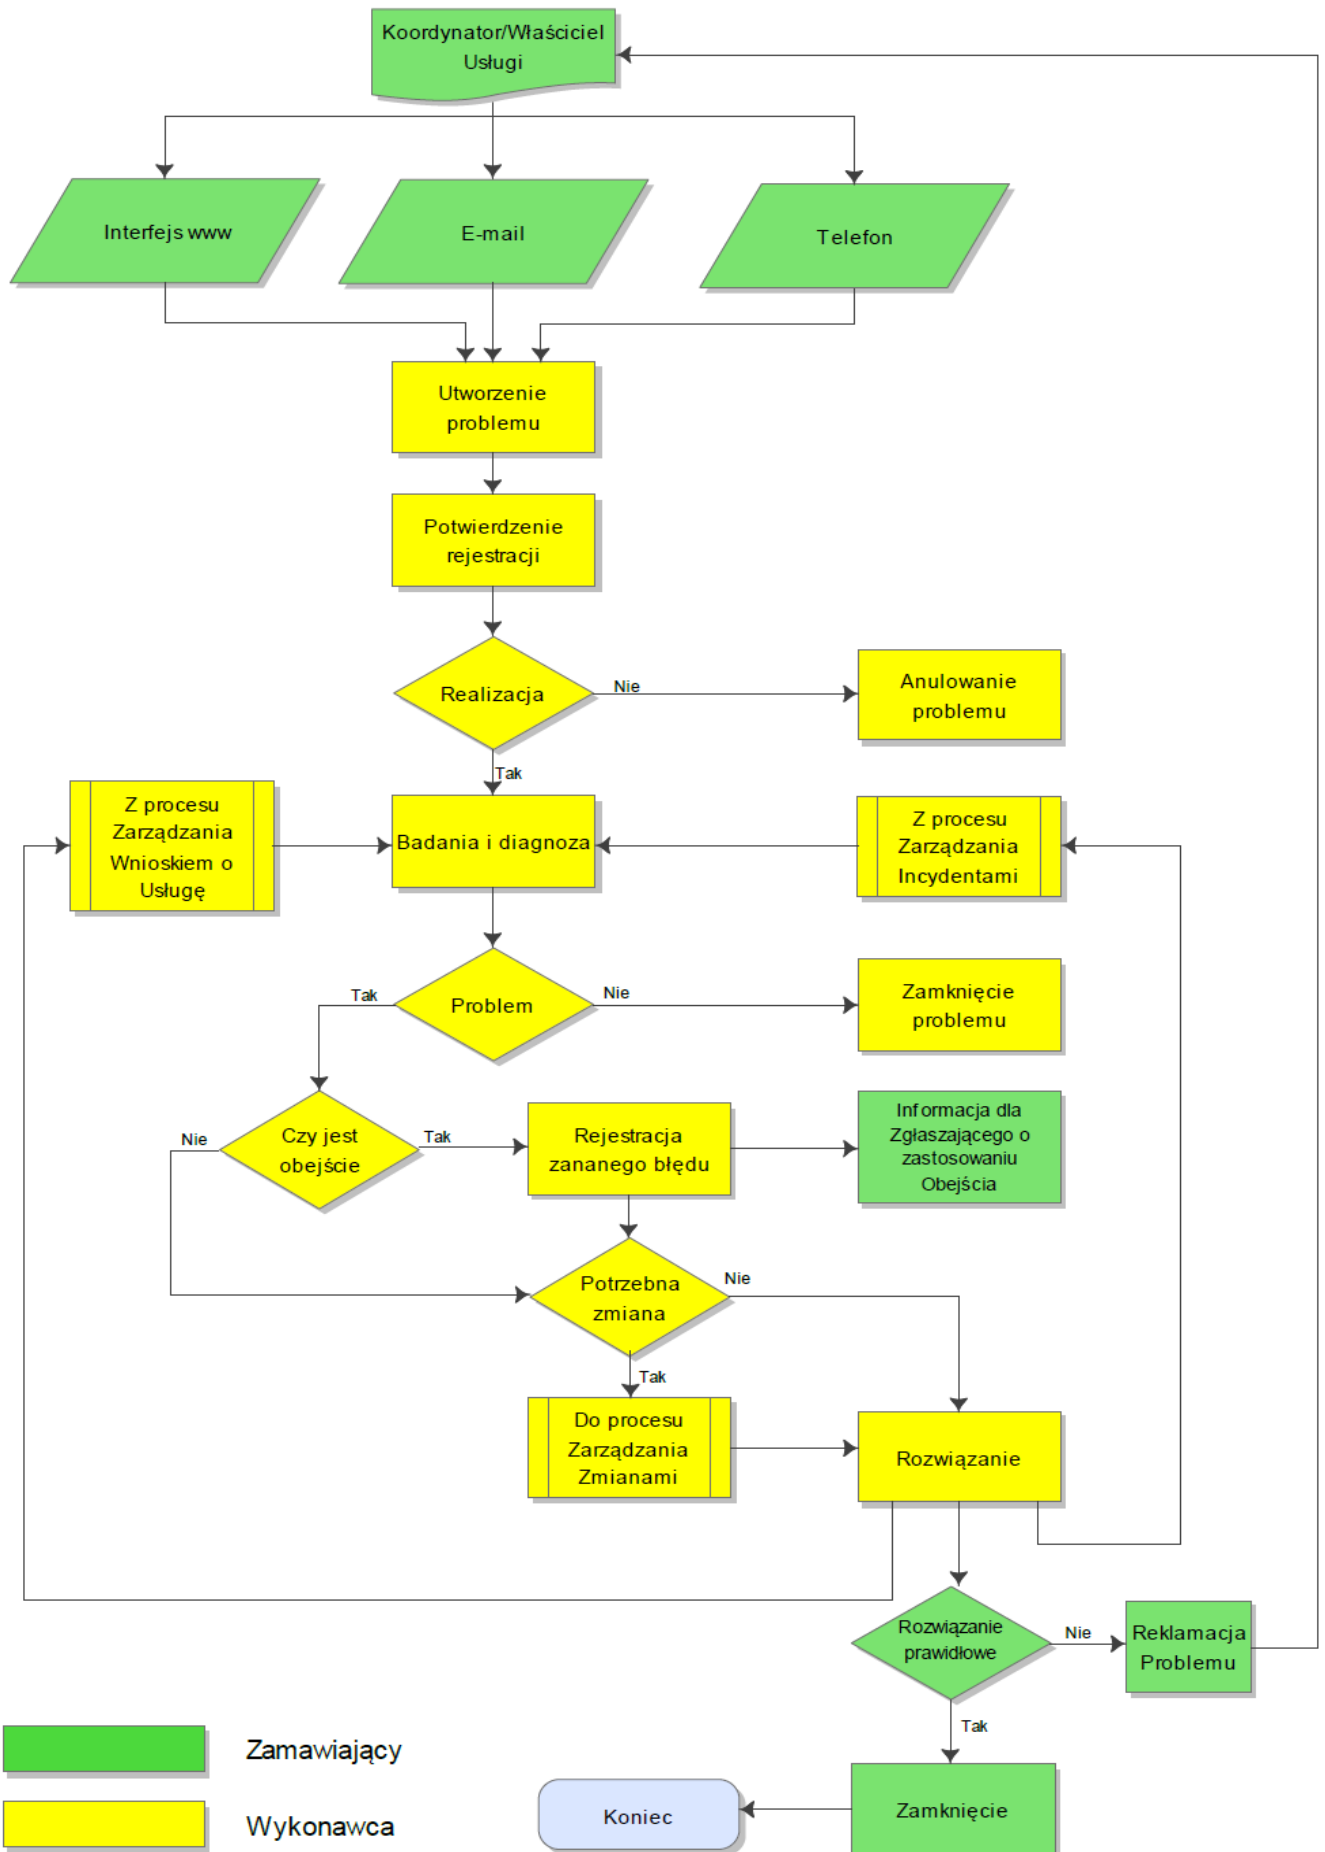 Koordynator/Właściciel
Usługi
Interfejs www
E-mail
Telefon
Utworzenie
problemu
Potwierdzenie
rejestracji
Realizacja
Nie
Anulowanie
problemu
Tak
Z procesu
Zarządzania
Wnioskiem o
Usługę
Badania i diagnoza
Z procesu
Zarządzania
Incydentami
Tak
Problem
Nie
Zamknięcie
problemu
Nie
Czy jest
obejście
Tak
Rejestracja
zananego błędu
Informacja dla
Zgłaszającego o
zastosowaniu
Obejścia
Potrzebna
zmiana
Nie
Tak
Do procesu
Zarządzania
Zmianami
Rozwiązanie
Rozwiązanie
prawidłowe
Nie
Reklamacja
Problemu
Tak
Zamawiający
Wykonawca
Koniec
Zamknięcie